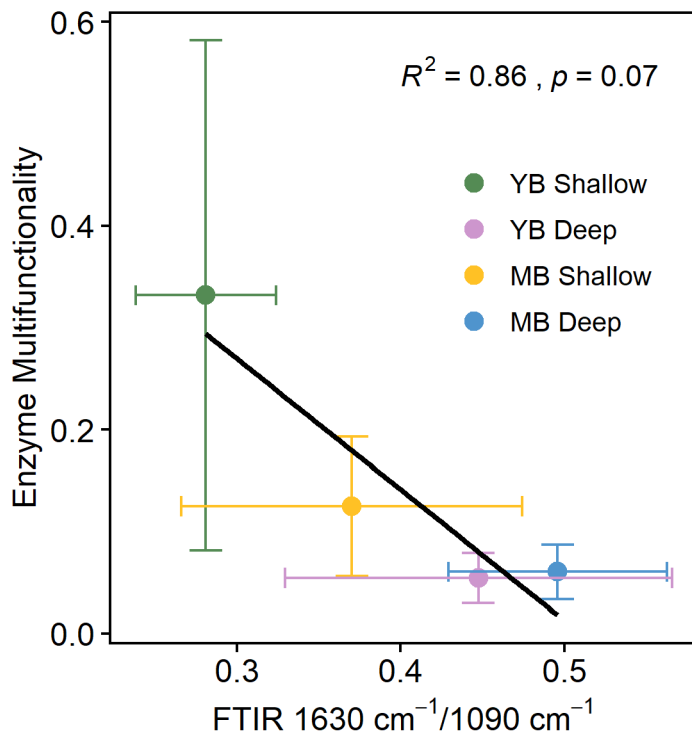 R² = 0.86 , p = 0.07
YB Shallow
YB Deep
MB Shallow
MB Deep
Enzyme Multifunctionality
0.6
0.4
0.2
0.0
0.3 0.4 0.5
FTIR 1630 cm⁻¹/1090 cm⁻¹